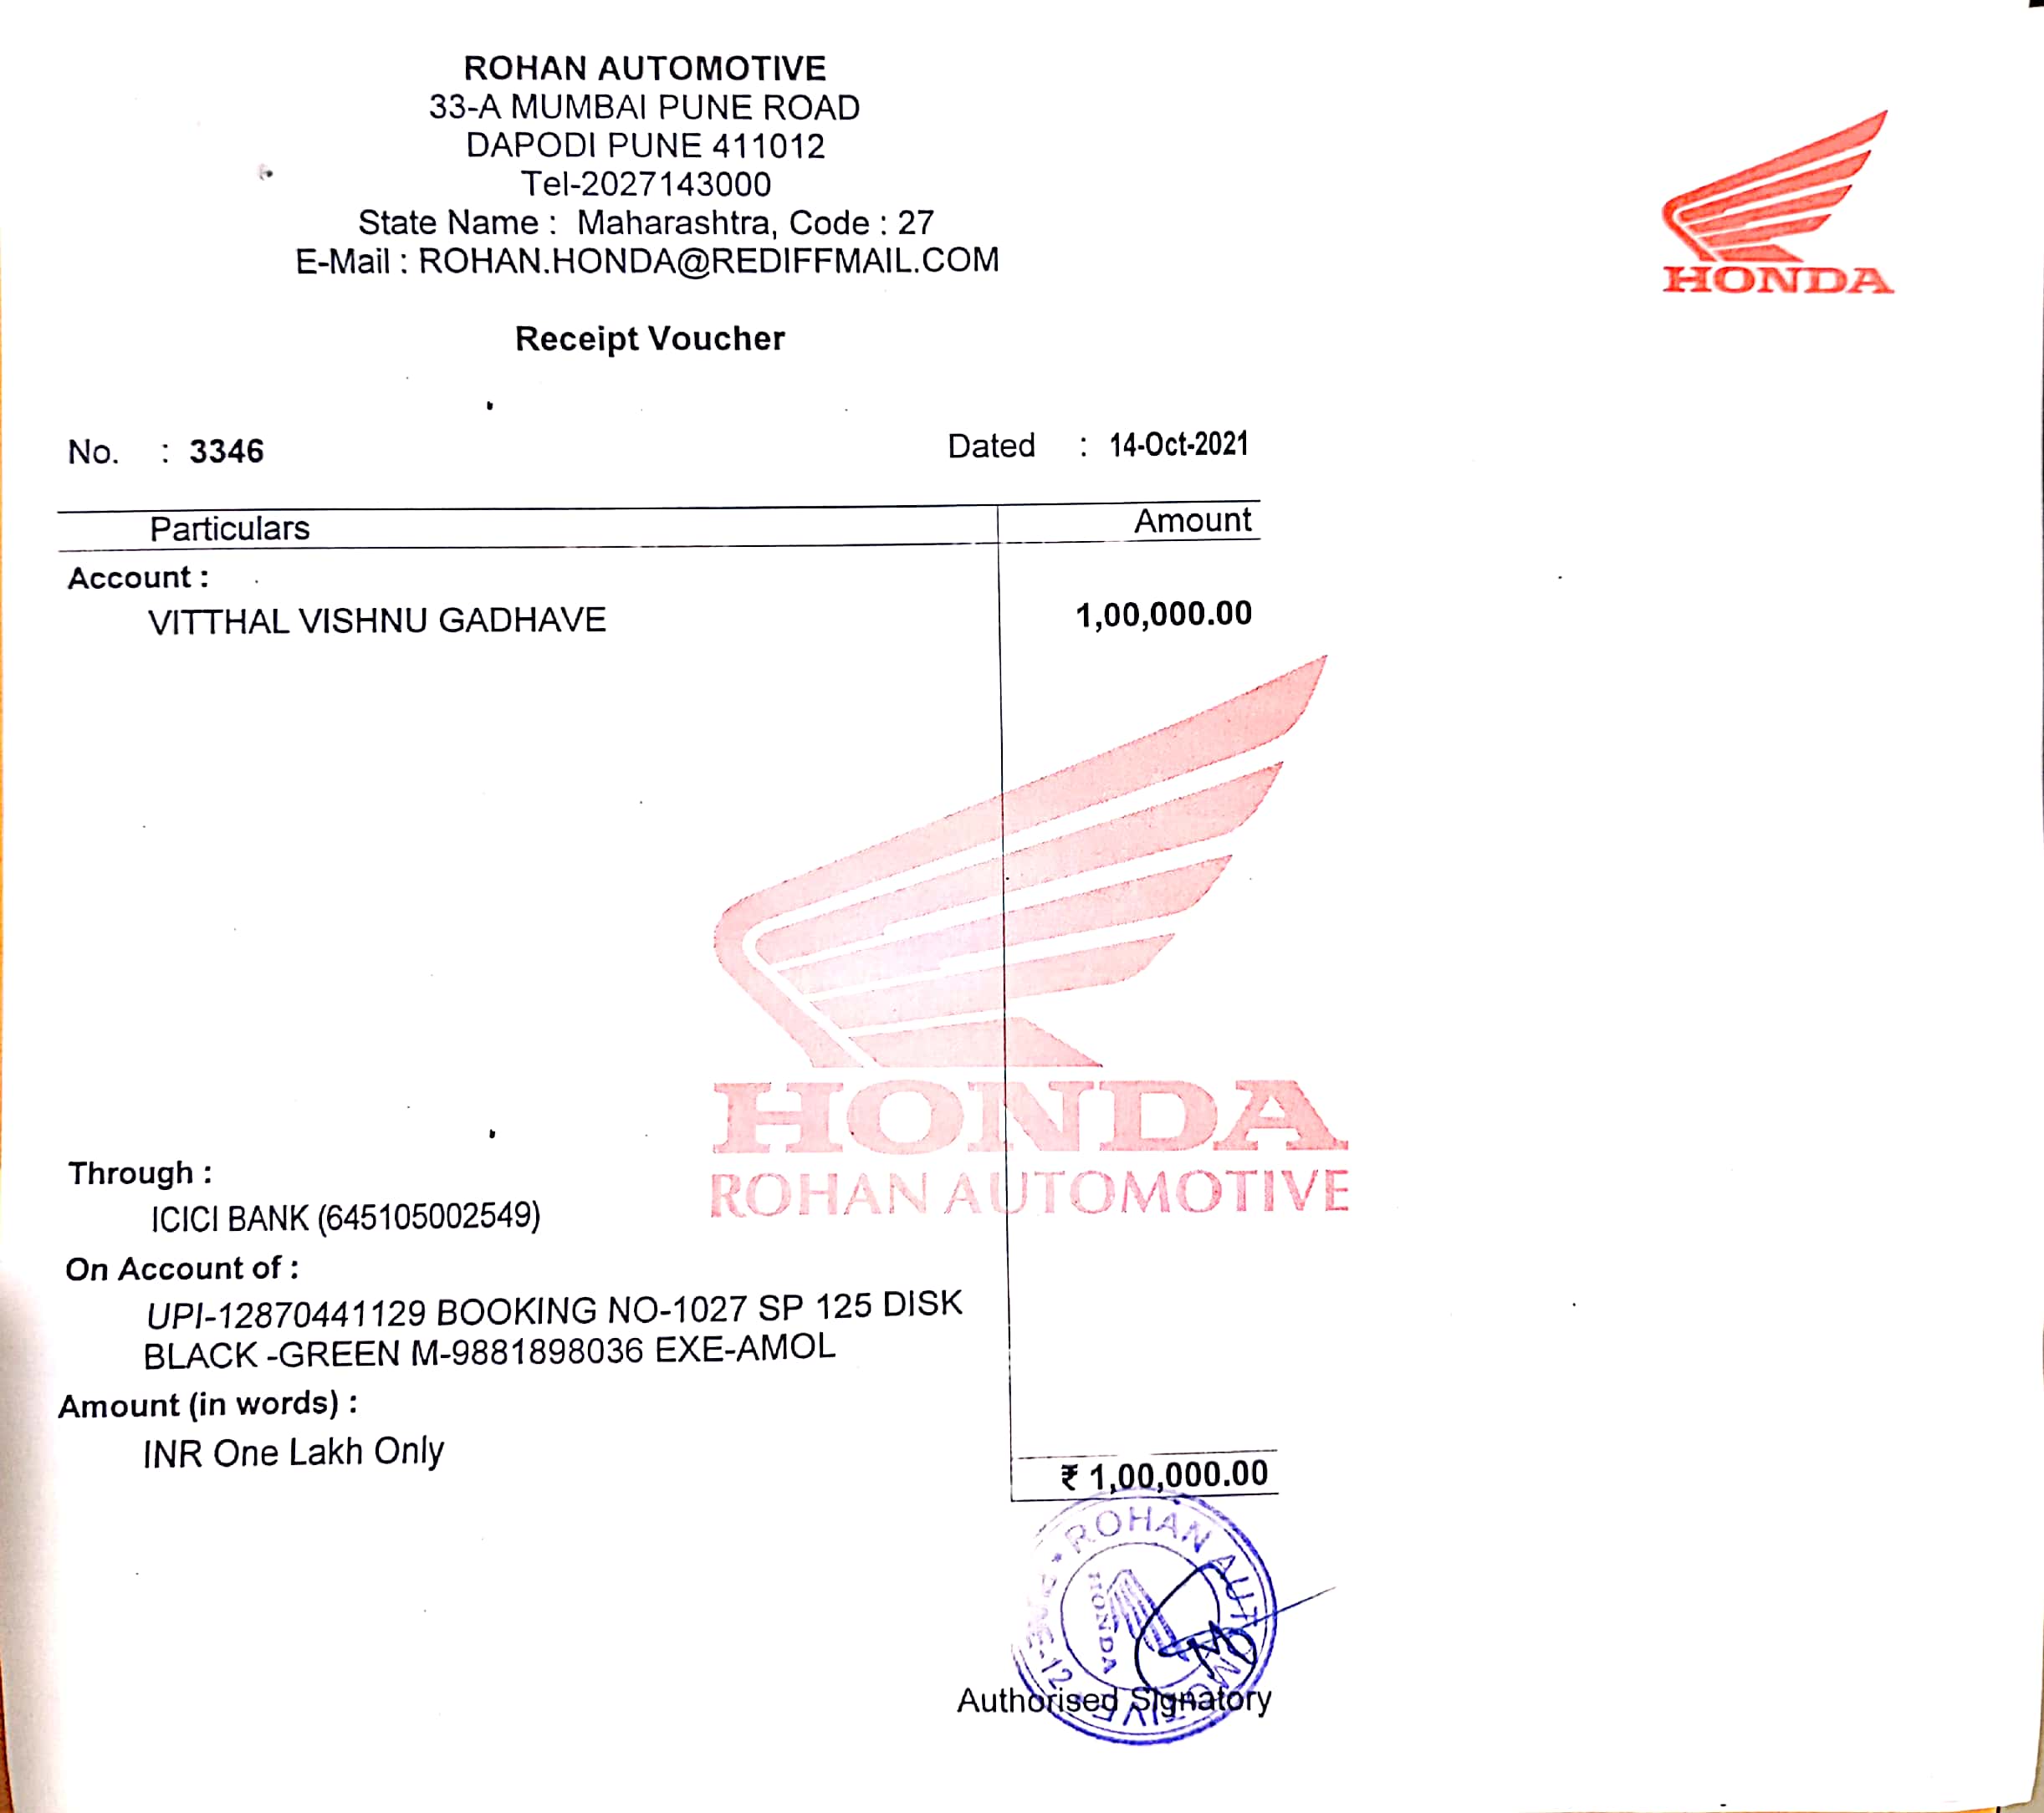 ROHAN AUTOMOTIVE
33-A MUMBAI PUNE ROAD
DAPODI PUNE 411012
Tel-2027143000
State Name : Maharashtra, Code : 27
E-Mail : ROHAN.HONDA@REDIFFMAIL.COM
HONDA
Receipt Voucher
No. : 3346 Dated : 14-Oct-2021
Particulars Amount
Account :
VITTHAL VISHNU GADHAVE 1,00,000.00
HONDA
ROHAN AUTOMOTIVE
Through :
ICICI BANK (645105002549)
On Account of :
UPI-12870441129 BOOKING NO-1027 SP 125 DISK
BLACK -GREEN M-9881898036 EXE-AMOL
Amount (in words) :
INR One Lakh Only
₹ 1,00,000.00
ROHAN AUTOMOTIVE
HONDA
Authorised Signatory